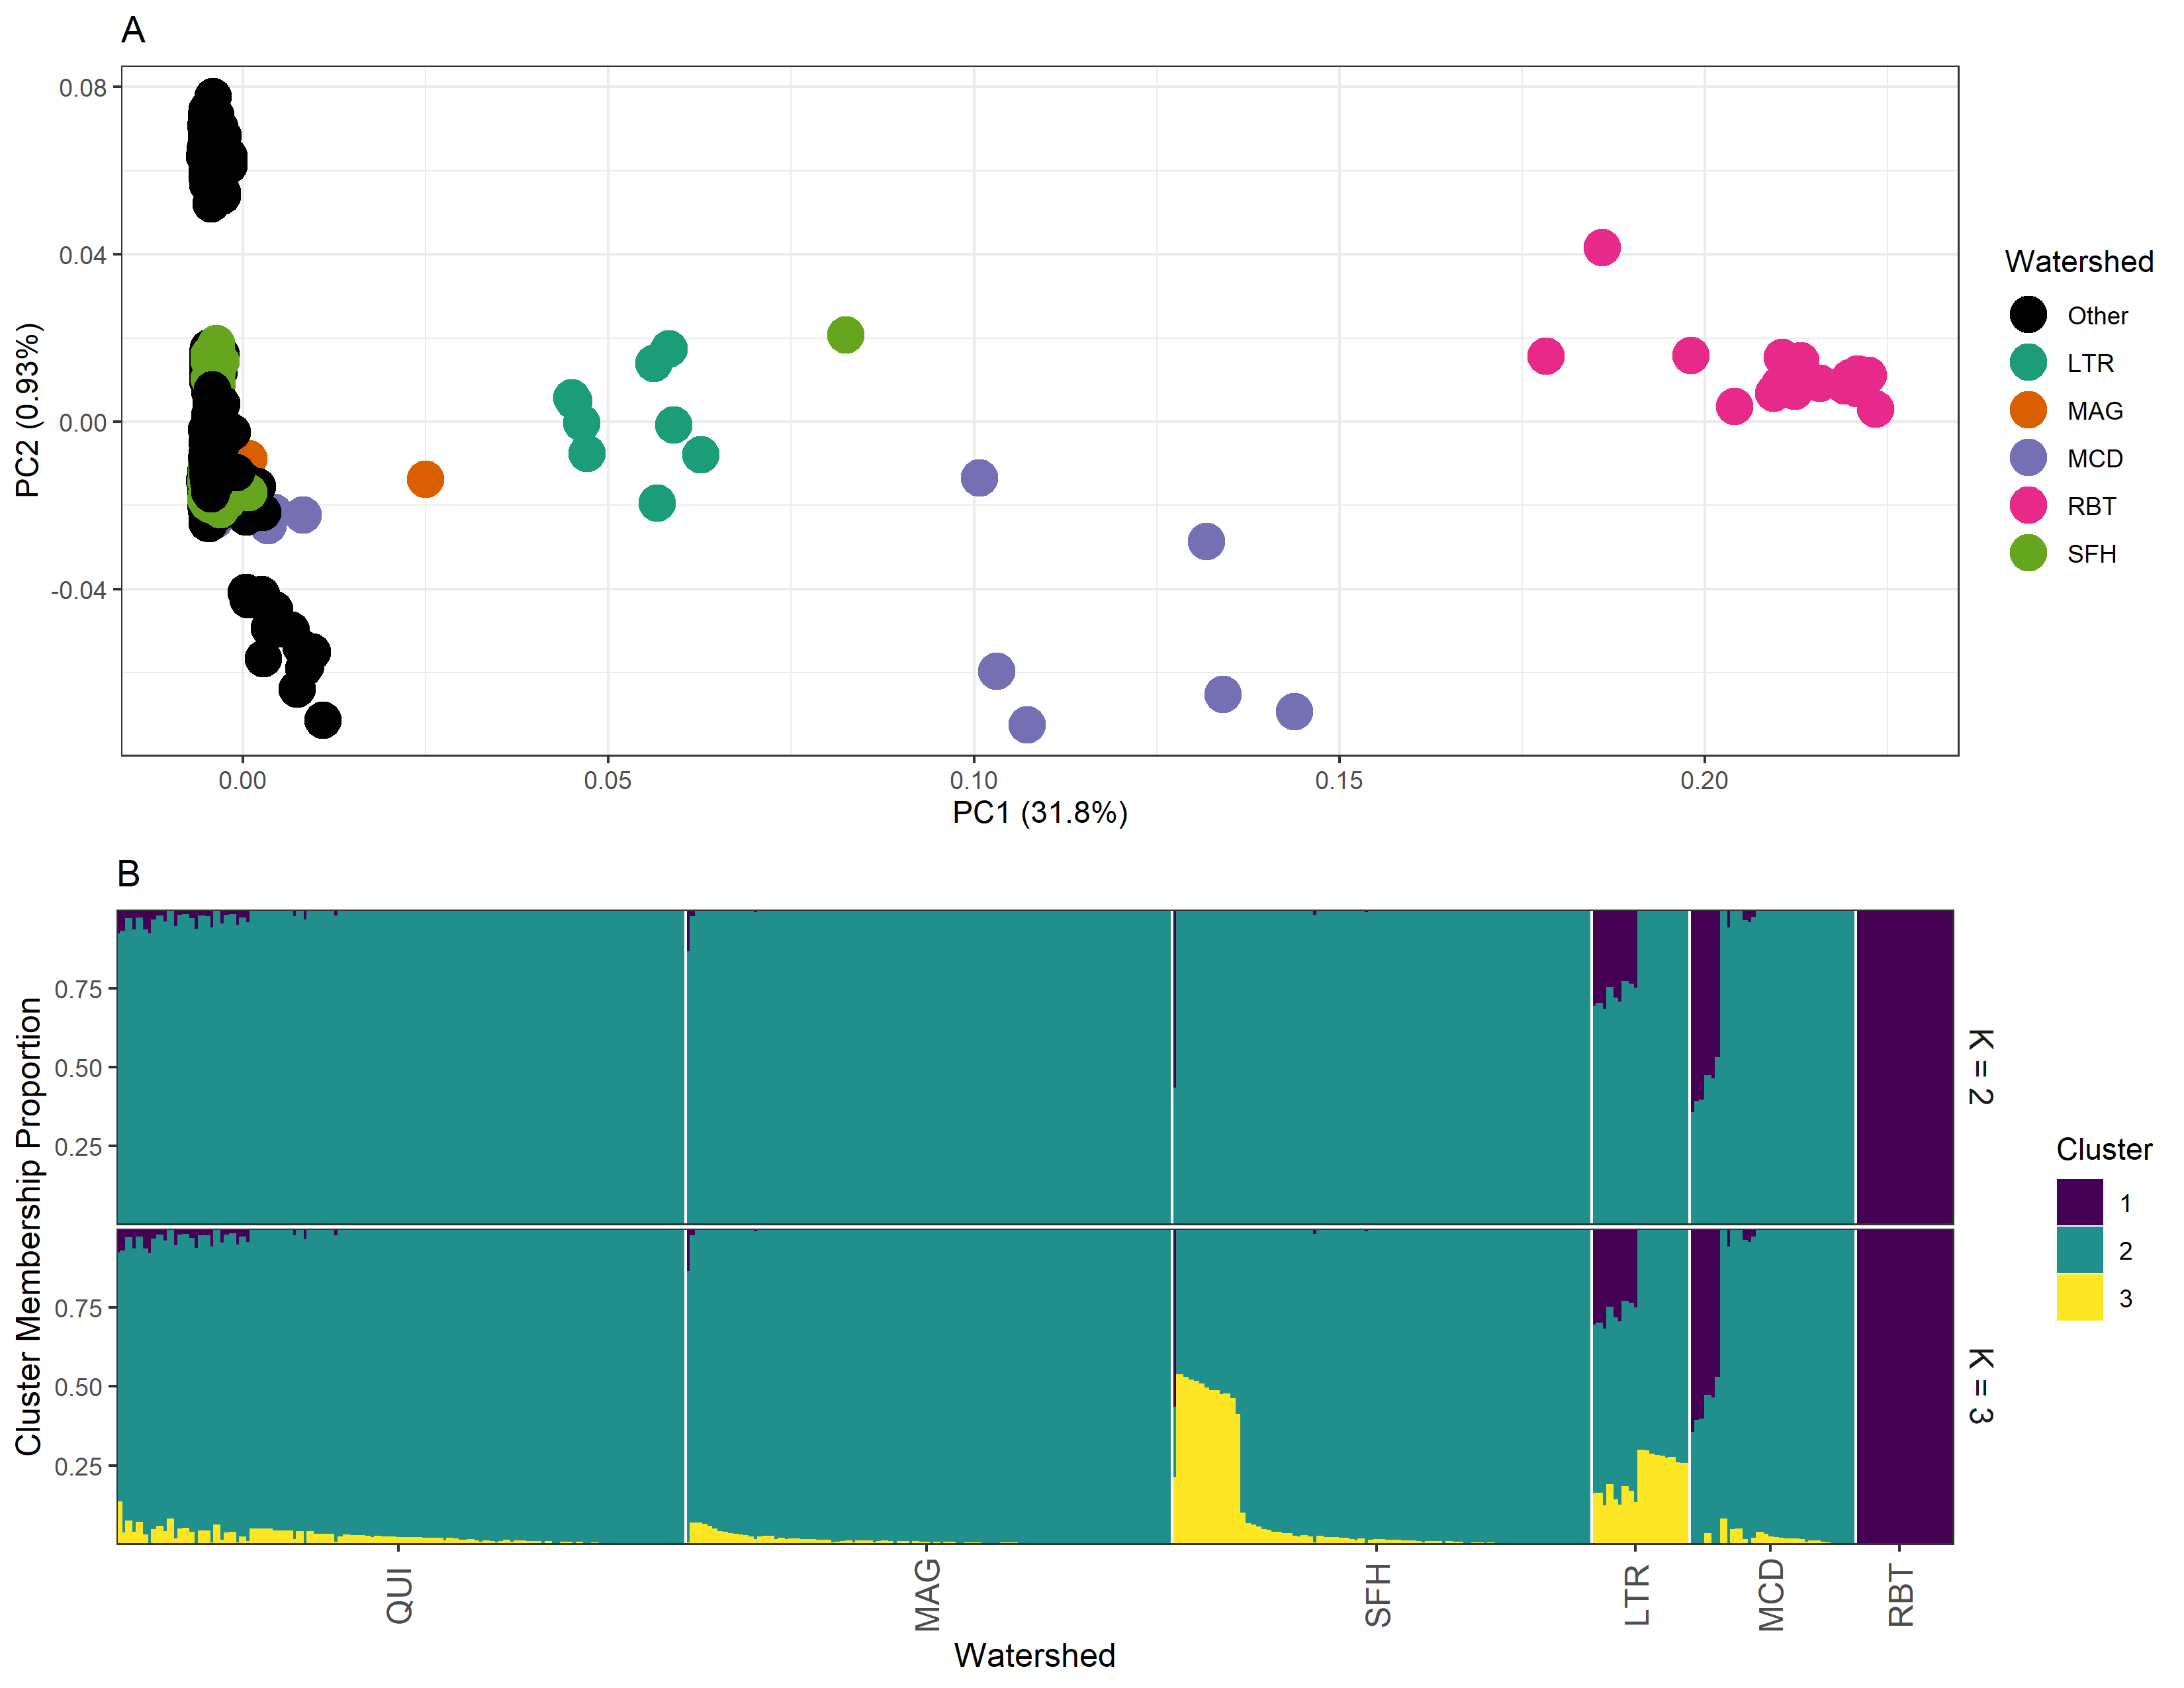 A
0.08
0.04
0.00
-0.04
PC2 (0.93%)
0.00 0.05 0.10 0.15 0.20
PC1 (31.8%)
Watershed
Other
LTR
MAG
MCD
RBT
SFH
B
Cluster Membership Proportion
0.75
0.50
0.25
K = 2
0.75
0.50
0.25
K = 3
QUI MAG SFH LTR MCD RBT
Watershed
Cluster
1
2
3